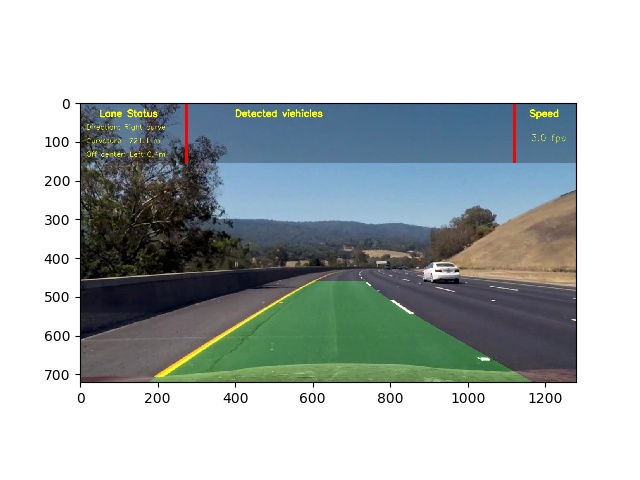 0
100
200
300
400
500
600
700
0
200
400
600
800
1000
1200
Lane Status
Detected viehicles
Speed
Direction: Right curve
3.0 fps
Curvature: 721.1 m
Off center: Left 0.4m